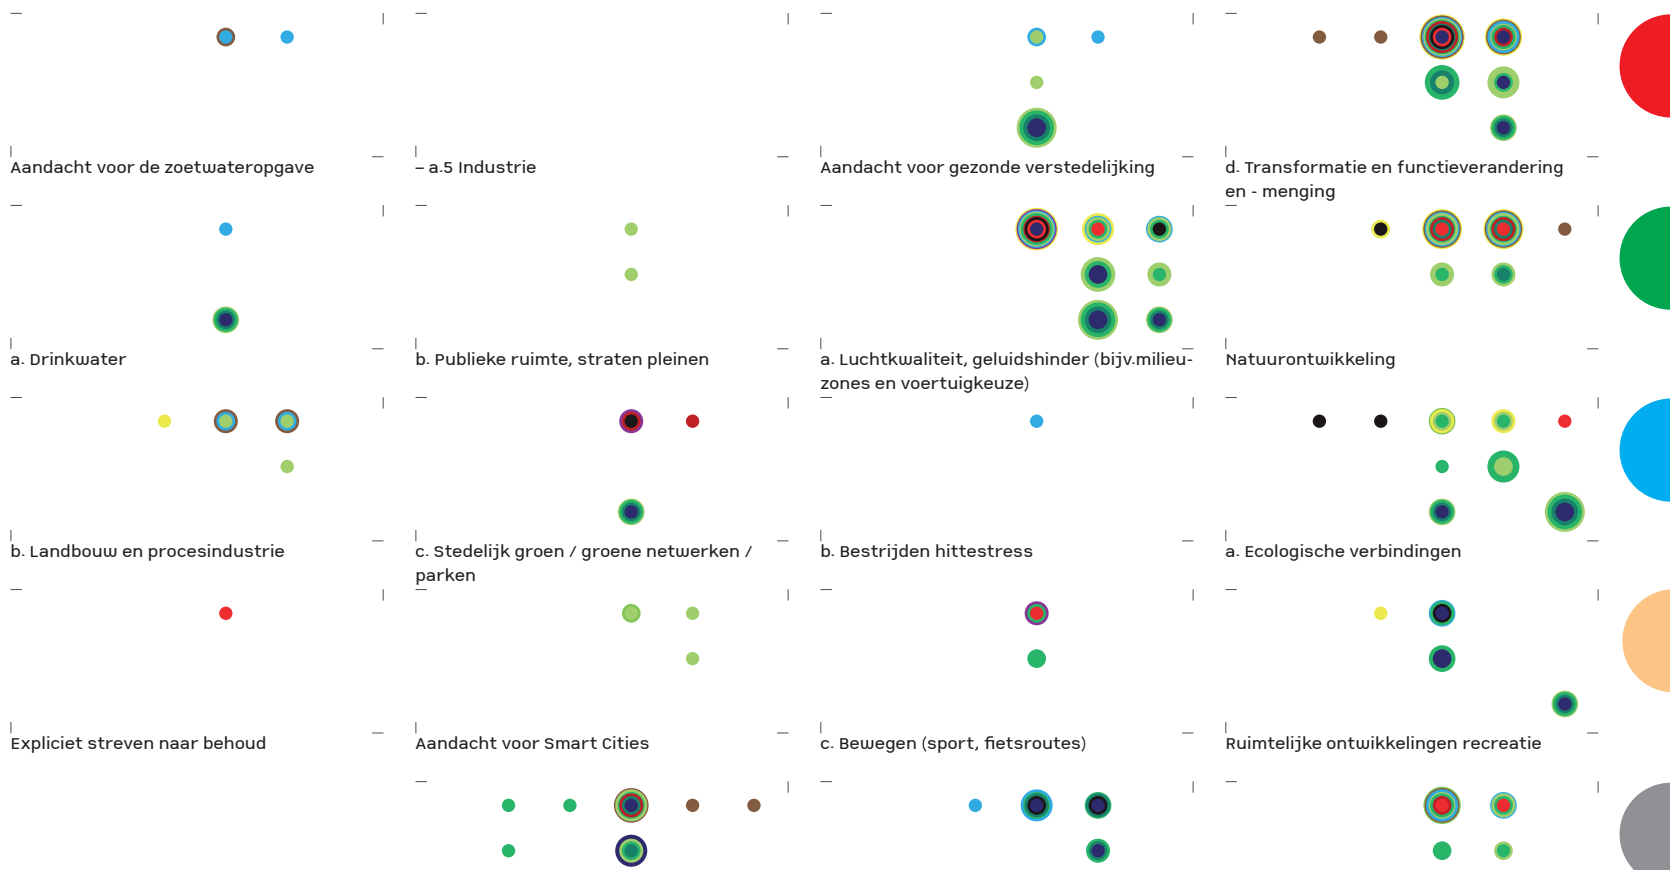 Aandacht voor de zoetwateropgave
– a.5 Industrie
Aandacht voor gezonde verstedelijking
d. Transformatie en functieverandering
en - menging
a. Drinkwater
b. Publieke ruimte, straten pleinen
a. Luchtkwaliteit, geluidshinder (bijv.milieu-
zones en voertuigkeuze)
Natuurontwikkeling
b. Landbouw en procesindustrie
c. Stedelijk groen / groene netwerken /
parken
b. Bestrijden hittestress
a. Ecologische verbindingen
Expliciet streven naar behoud
Aandacht voor Smart Cities
c. Bewegen (sport, fietsroutes)
Ruimtelijke ontwikkelingen recreatie